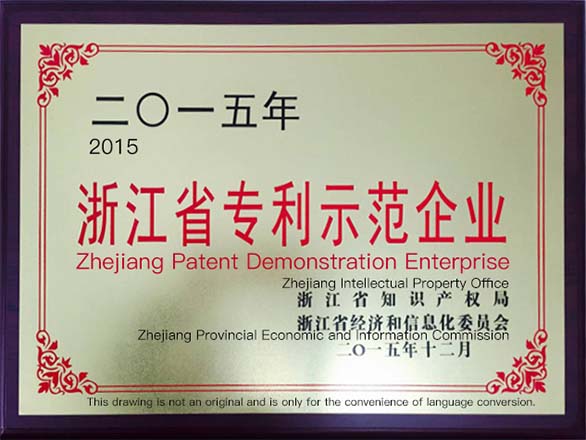 二〇一五年
2015
浙江省专利示范企业
Zhejiang Patent Demonstration Enterprise
Zhejiang Intellectual Property Office
浙江省知识产权局
浙江省经济和信息化委员会
Zhejiang Provincial Economic and Information Commission
二〇一五年十二月
This drawing is not an original and is only for the convenience of language conversion.